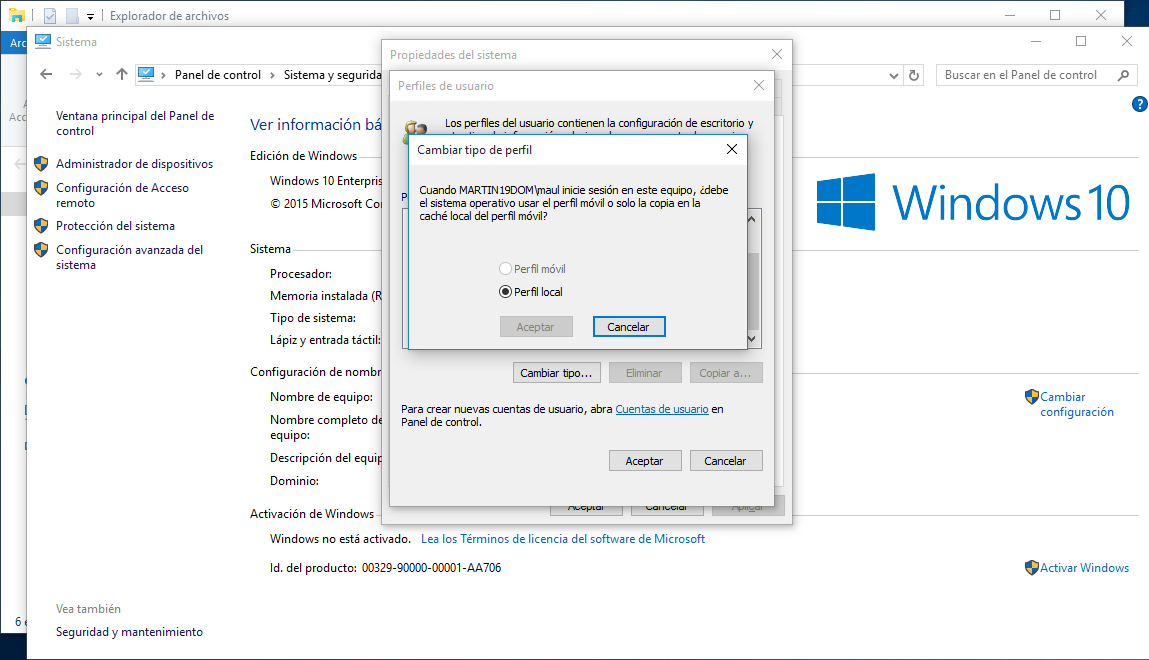 Explorador de archivos
Sistema
Panel de control
Sistema y segurida
Buscar en el Panel de control
Ventana principal del Panel de
control
Administrador de dispositivos
Configuración de Acceso
remoto
Protección del sistema
Configuración avanzada del
sistema
Vea también
Seguridad y mantenimiento
Ver información bá
Edición de Windows
Windows 10 Enterpris
© 2015 Microsoft Cor
Windows 10
Sistema
Procesador:
Memoria instalada (R
Tipo de sistema:
Lápiz y entrada táctil:
Configuración de nombr
Nombre de equipo:
Nombre completo de
equipo:
Descripción del equip
Dominio:
Cambiar
configuración
Activación de Windows
Windows no está activado. Lea los Términos de licencia del software de Microsoft
Id. del producto: 00329-90000-00001-AA706
Activar Windows
Propiedades del sistema
Aceptar
Cancelar
Aplicar
Perfiles de usuario
Los perfiles del usuario contienen la configuración de escritorio y
Cambiar tipo...
Eliminar
Copiar a...
Para crear nuevas cuentas de usuario, abra Cuentas de usuario en
Panel de control.
Aceptar
Cancelar
Cambiar tipo de perfil
Cuando MARTIN19DOM\maul inicie sesión en este equipo, ¿debe
el sistema operativo usar el perfil móvil o solo la copia en la
caché local del perfil móvil?
Perfil móvil
Perfil local
Aceptar
Cancelar